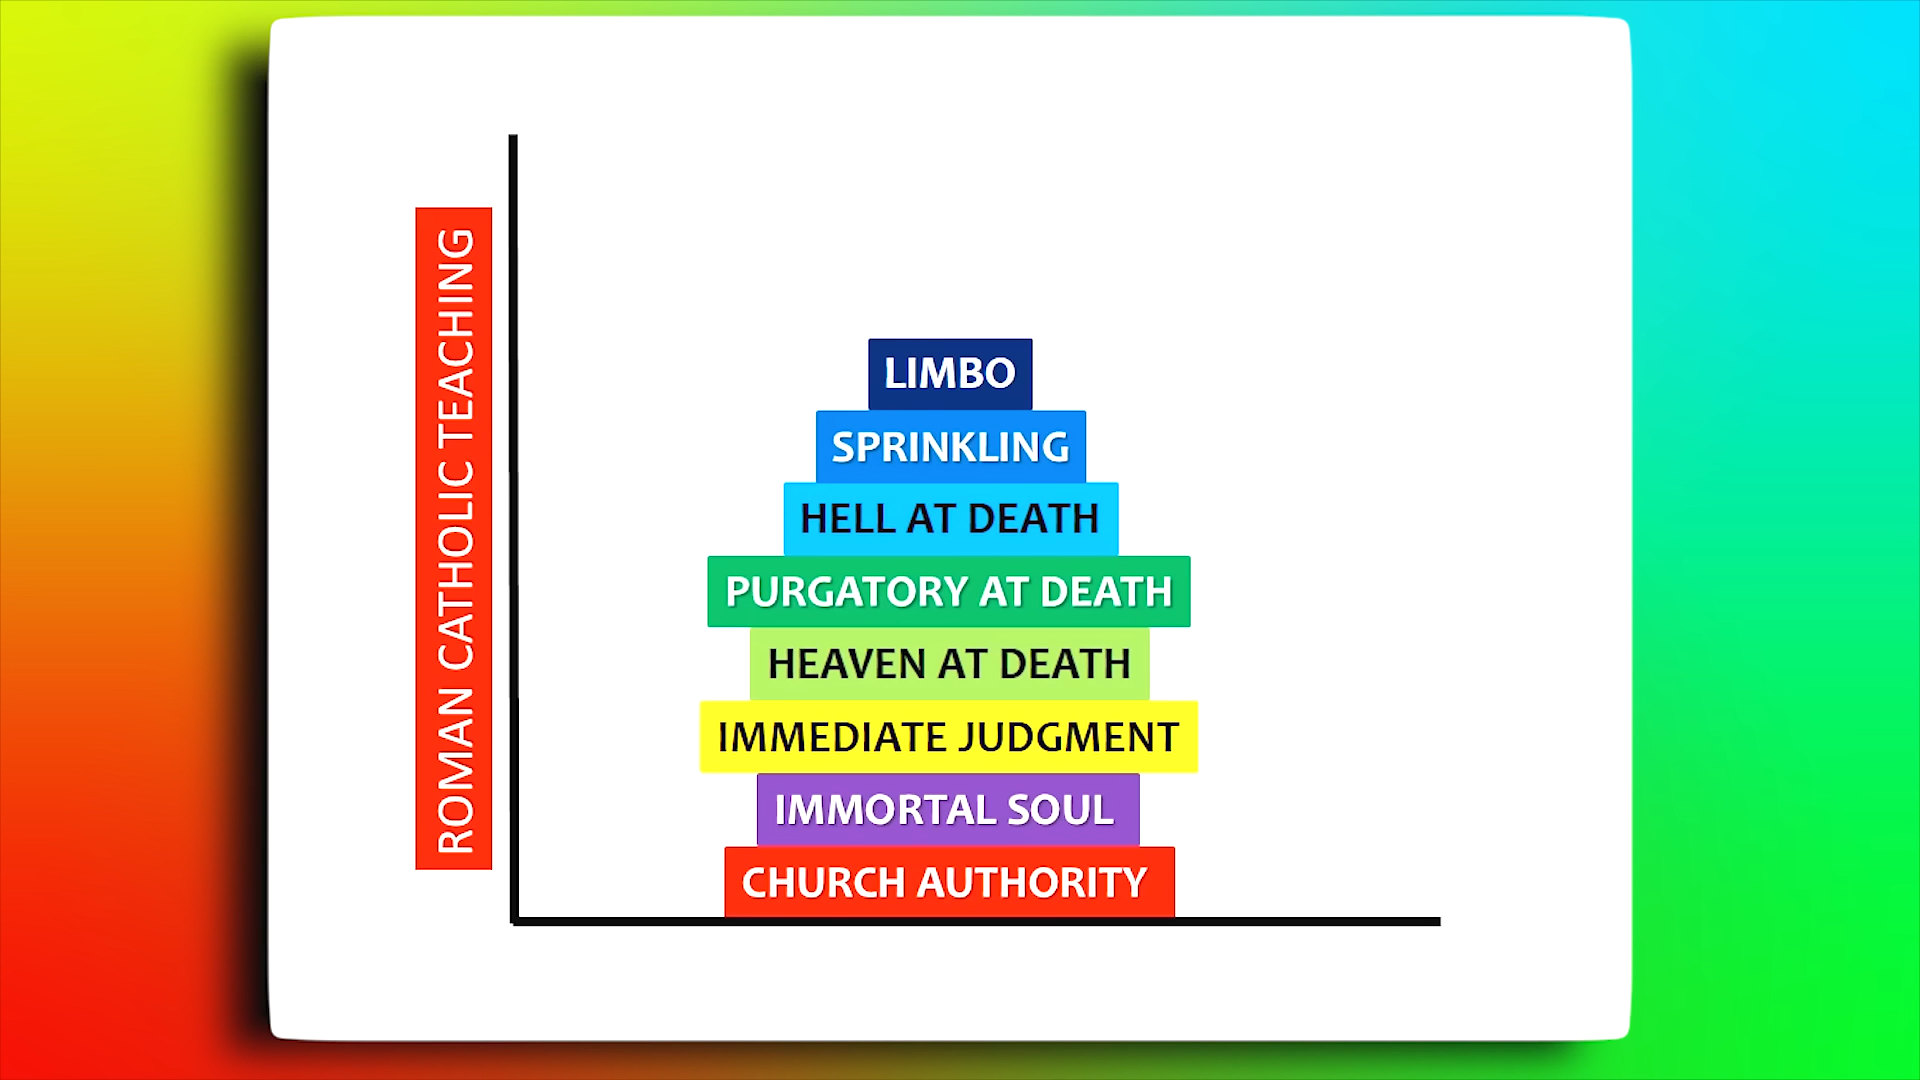 ROMAN CATHOLIC TEACHING
LIMBO
SPRINKLING
HELL AT DEATH
PURGATORY AT DEATH
HEAVEN AT DEATH
IMMEDIATE JUDGMENT
IMMORTAL SOUL
CHURCH AUTHORITY